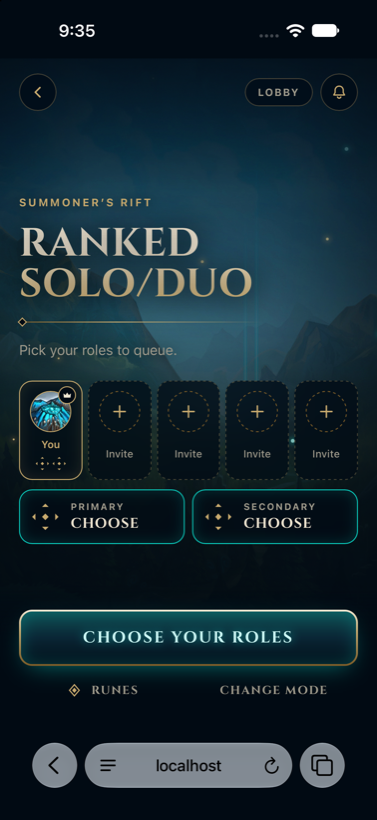 9:35
LOBBY
SUMMONER'S RIFT
RANKED
SOLO/DUO
Pick your roles to queue.
You
Invite
Invite
Invite
Invite
PRIMARY
CHOOSE
SECONDARY
CHOOSE
CHOOSE YOUR ROLES
RUNES
CHANGE MODE
localhost